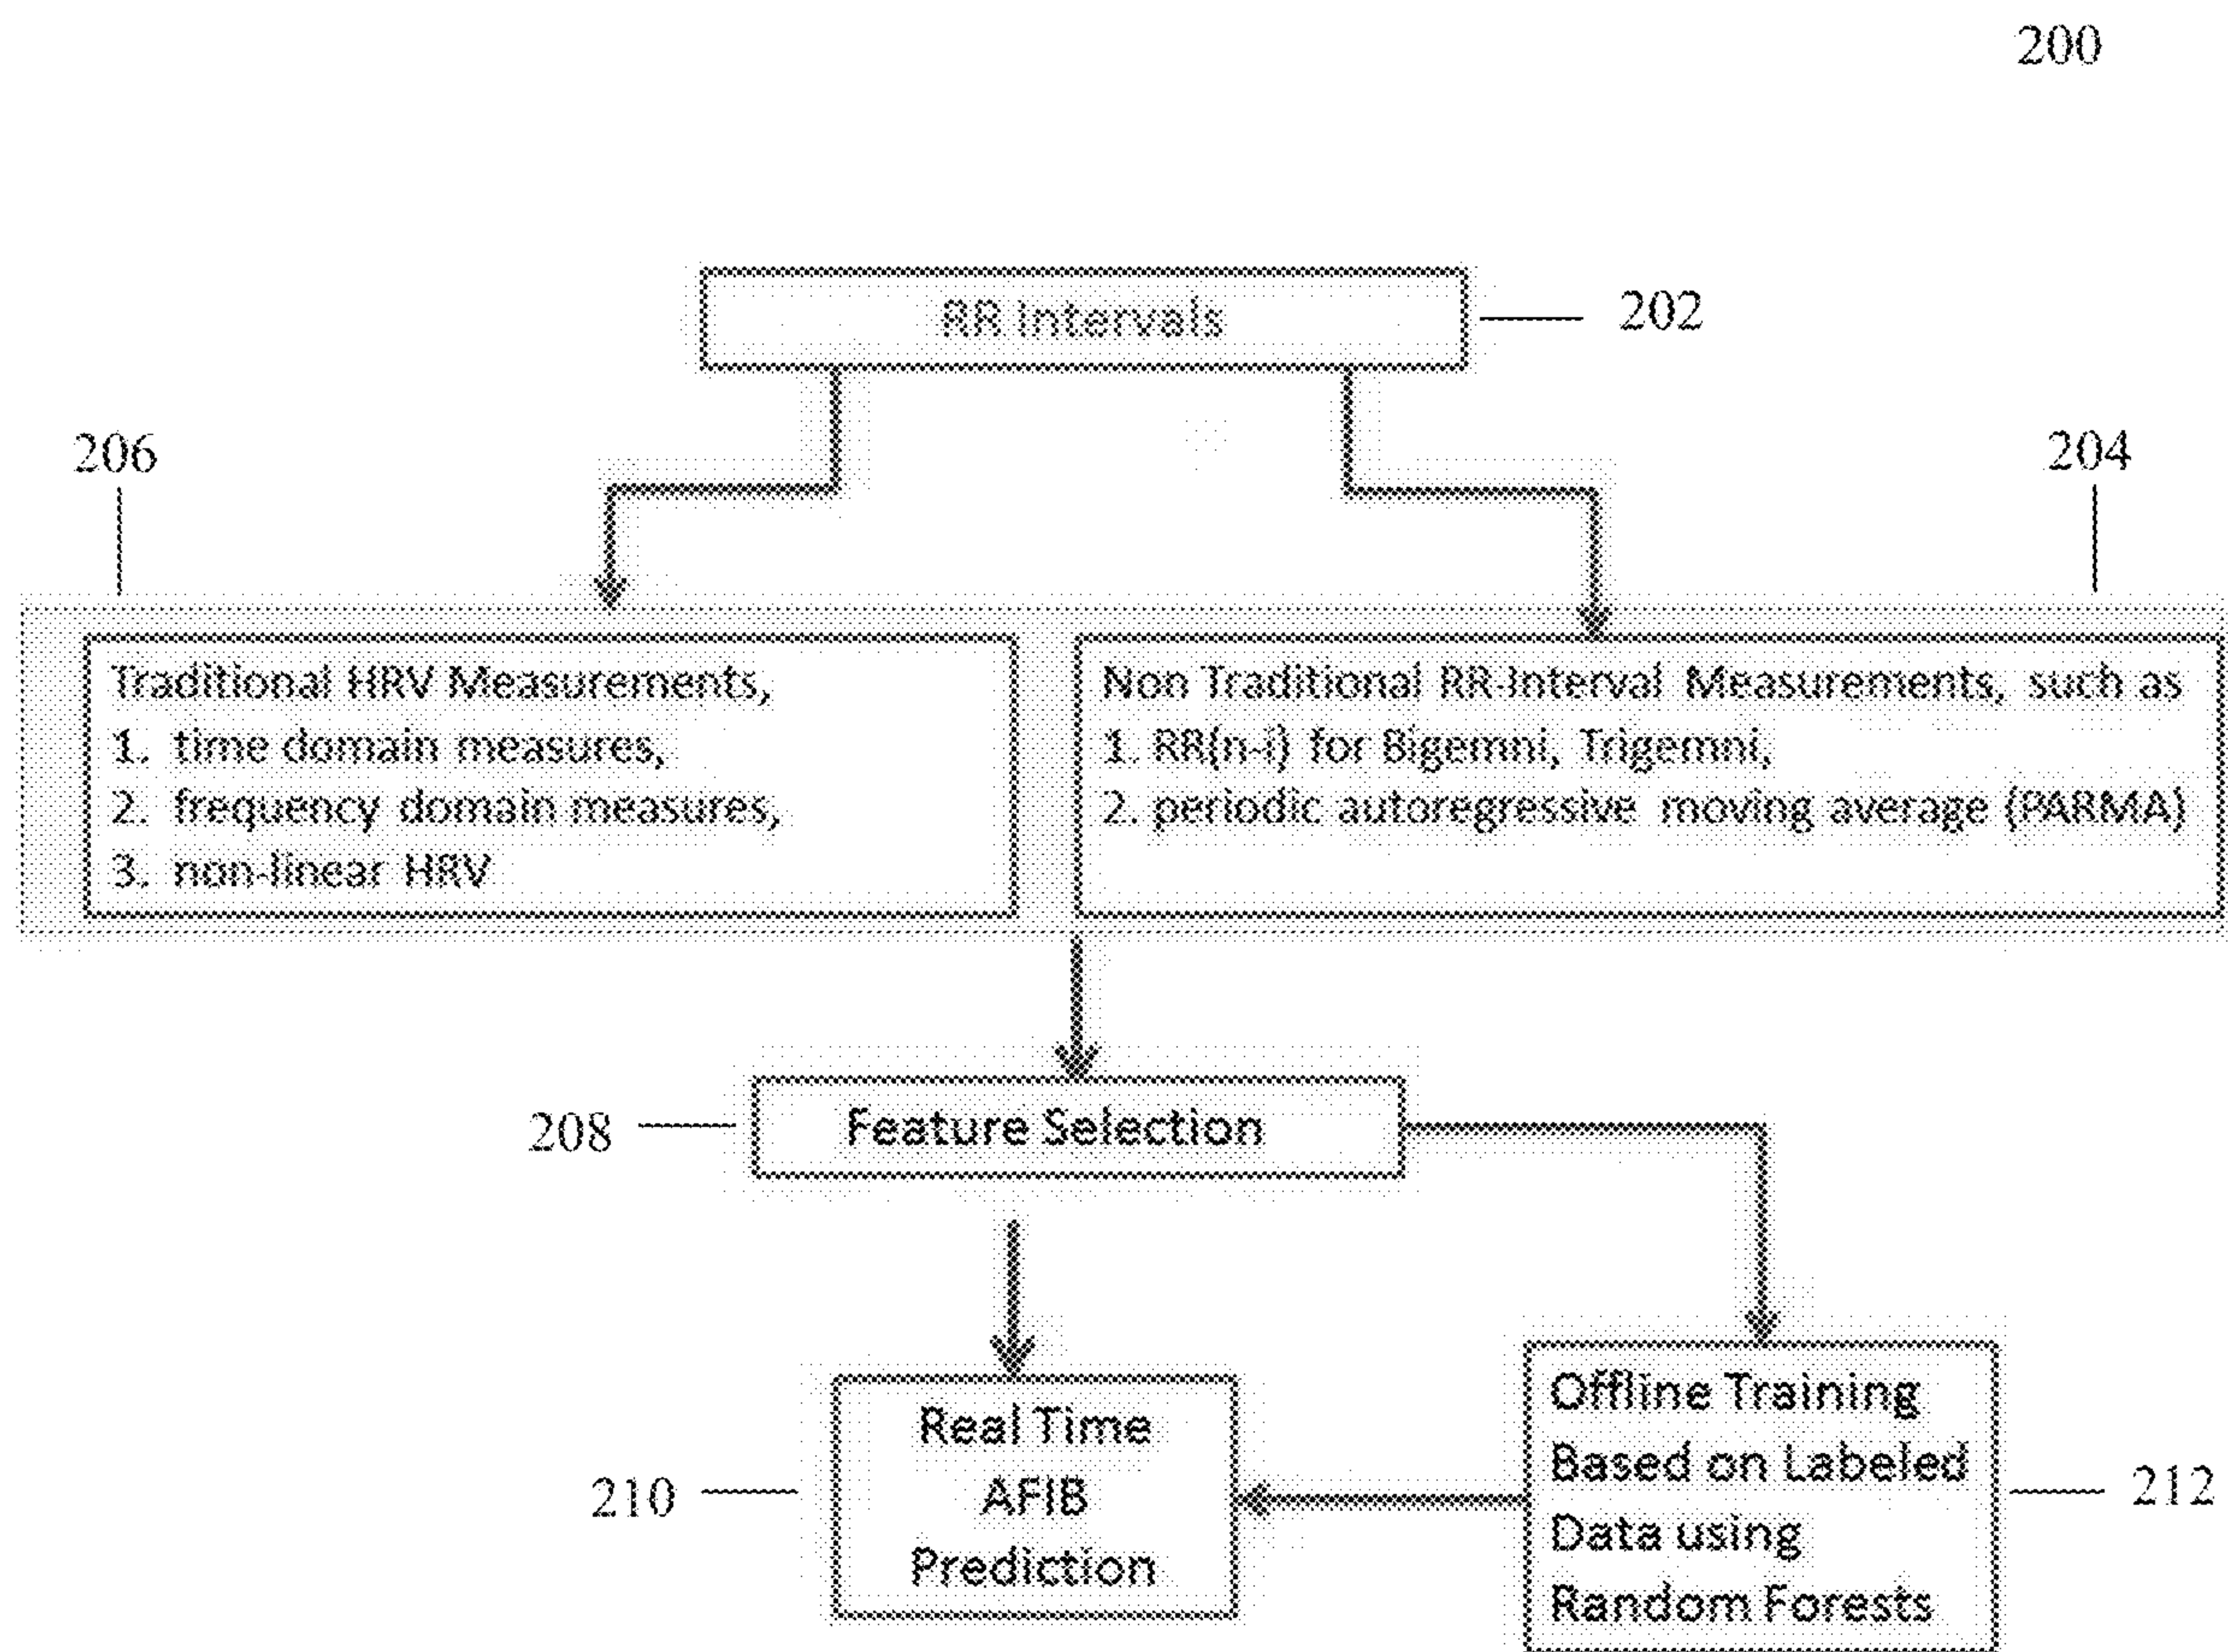 200
RR Intervals
202
206
204
Traditional HRV Measurements,
1. time domain measures,
2. frequency domain measures,
3. non-linear HRV
Non Traditional RR-Interval Measurements, such as
1. RR(n-i) for Bigemni, Trigemni,
2. periodic autoregressive moving average (PARMA)
208
Feature Selection
210
Real Time
AFIB
Prediction
Offline Training
Based on Labeled
Data using
Random Forests
212